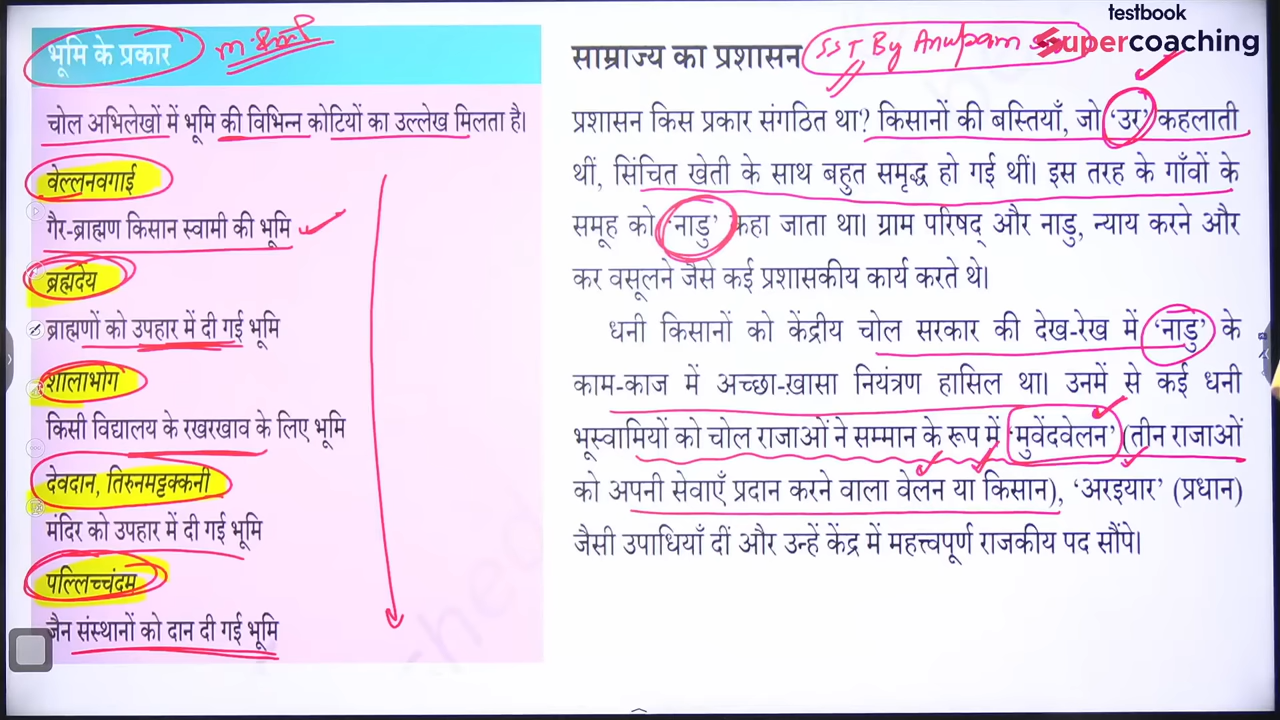 testbook
Supercoaching
भूमि के प्रकार
चोल अभिलेखों में भूमि की विभिन्न कोटियों का उल्लेख मिलता है।
वेल्लनवगाई
गैर-ब्राह्मण किसान स्वामी की भूमि
ब्रह्मदेय
ब्राह्मणों को उपहार में दी गई भूमि
शालाभोग
किसी विद्यालय के रखरखाव के लिए भूमि
देवदान, तिरुनमट्टक्कनी
मंदिर को उपहार में दी गई भूमि
पल्लिच्चंदम
जैन संस्थानों को दान दी गई भूमि
साम्राज्य का प्रशासन SST By Anupam
प्रशासन किस प्रकार संगठित था? किसानों की बस्तियाँ, जो ‘उर’ कहलाती
थीं, सिंचित खेती के साथ बहुत समृद्ध हो गई थीं। इस तरह के गाँवों के
समूह को ‘नाडु’ कहा जाता था। ग्राम परिषद् और नाडु, न्याय करने और
कर वसूलने जैसे कई प्रशासकीय कार्य करते थे।
धनी किसानों को केंद्रीय चोल सरकार की देख-रेख में ‘नाडु’ के
काम-काज में अच्छा-ख़ासा नियंत्रण हासिल था। उनमें से कई धनी
भूस्वामियों को चोल राजाओं ने सम्मान के रूप में ‘मुवेंदवेलन’ (तीन राजाओं
को अपनी सेवाएँ प्रदान करने वाला वेलन या किसान), ‘अरइयार’ (प्रधान)
जैसी उपाधियाँ दीं और उन्हें केंद्र में महत्त्वपूर्ण राजकीय पद सौंपे।